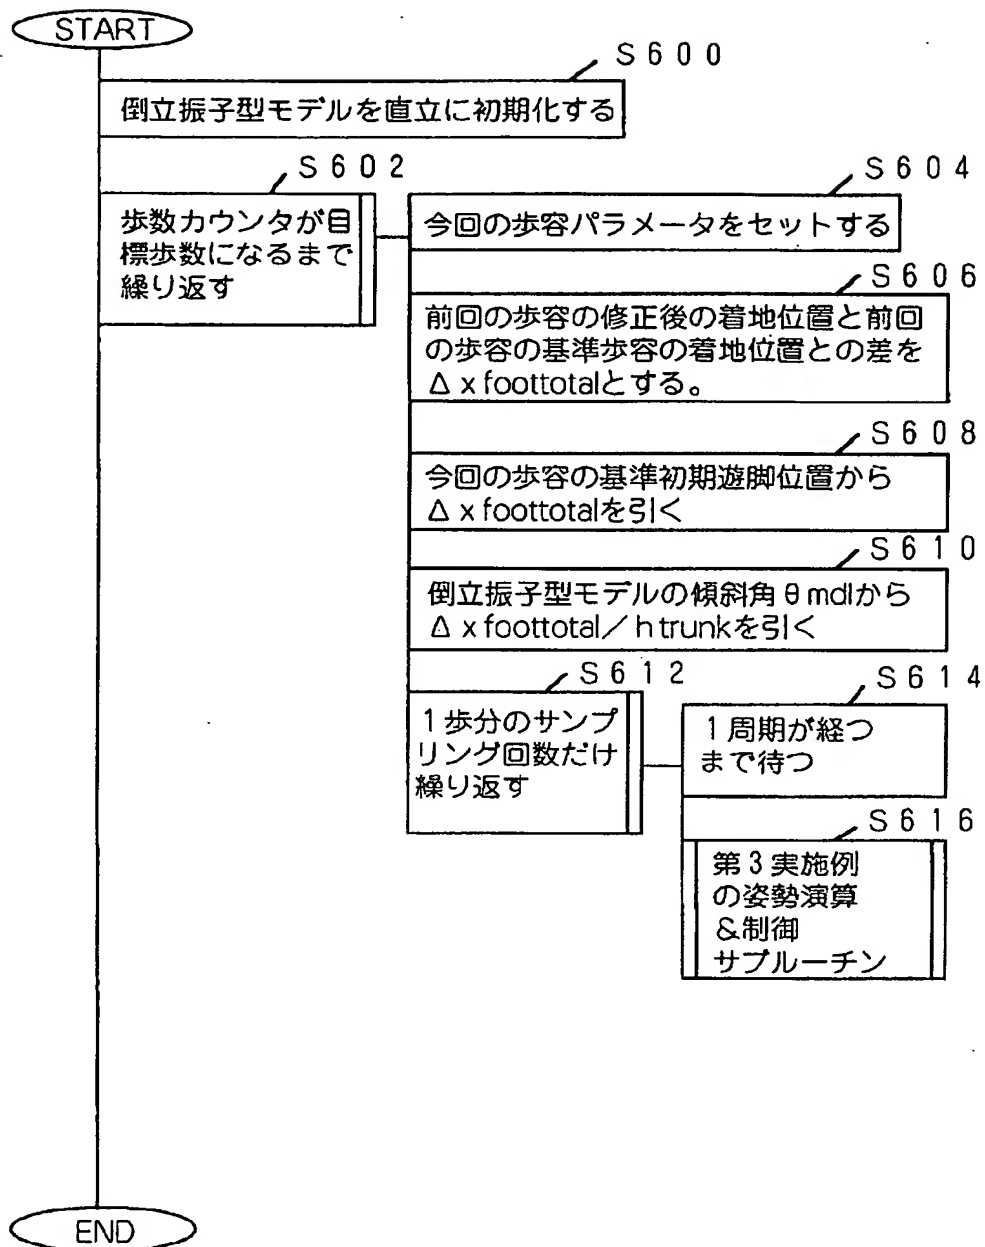 START
S600
倒立振子型モデルを直立に初期化する
S602
歩数カウンタが目
標歩数になるまで
繰り返す
S604
今回の歩容パラメータをセットする
S606
前回の歩容の修正後の着地位置と前回
の歩容の基準歩容の着地位置との差を
Δxfoottotalとする。
S608
今回の歩容の基準初期遊脚位置から
Δxfoottotalを引く
S610
倒立振子型モデルの傾斜角θmdlから
Δxfoottotal/htrunkを引く
S612
1歩分のサンプ
リング回数だけ
繰り返す
S614
1周期が経つ
まで待つ
S616
第3実施例
の姿勢演算
&制御
サブルーチン
END